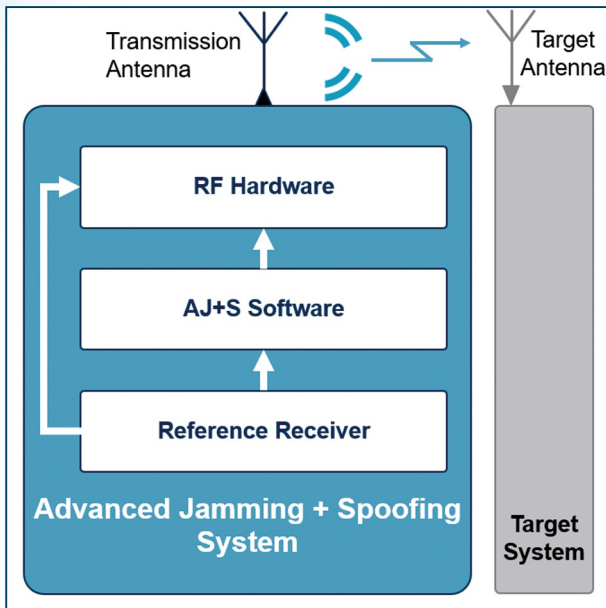 Transmission
Antenna
Target
Antenna
RF Hardware
AJ+S Software
Reference Receiver
Advanced Jamming + Spoofing
System
Target
System